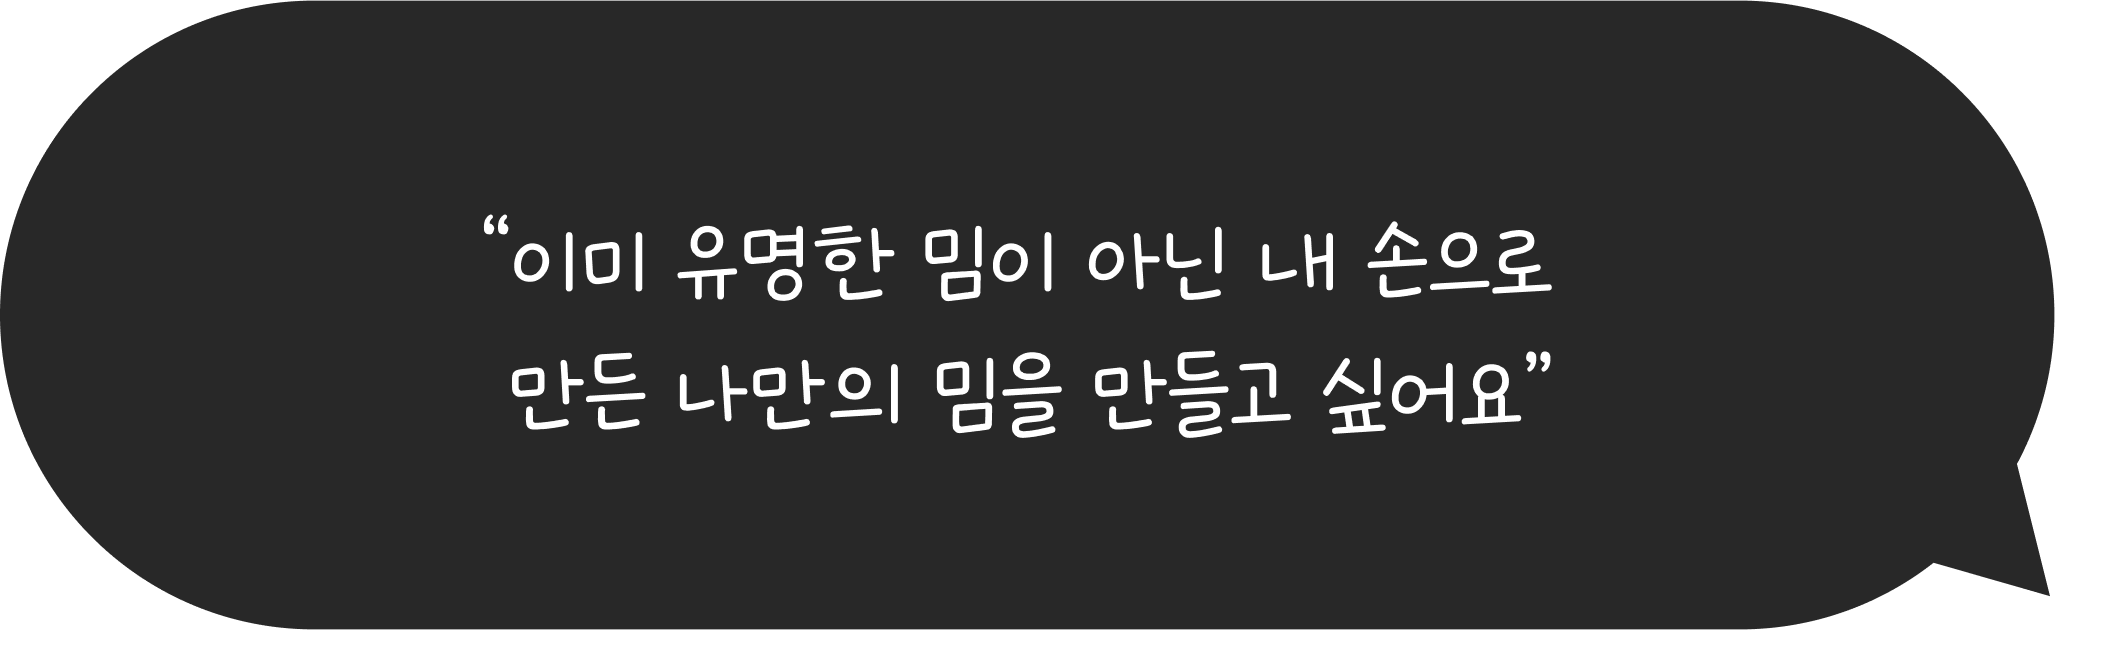 “이미 유명한 밈이 아닌 내 손으로
만든 나만의 밈을 만들고 싶어요”